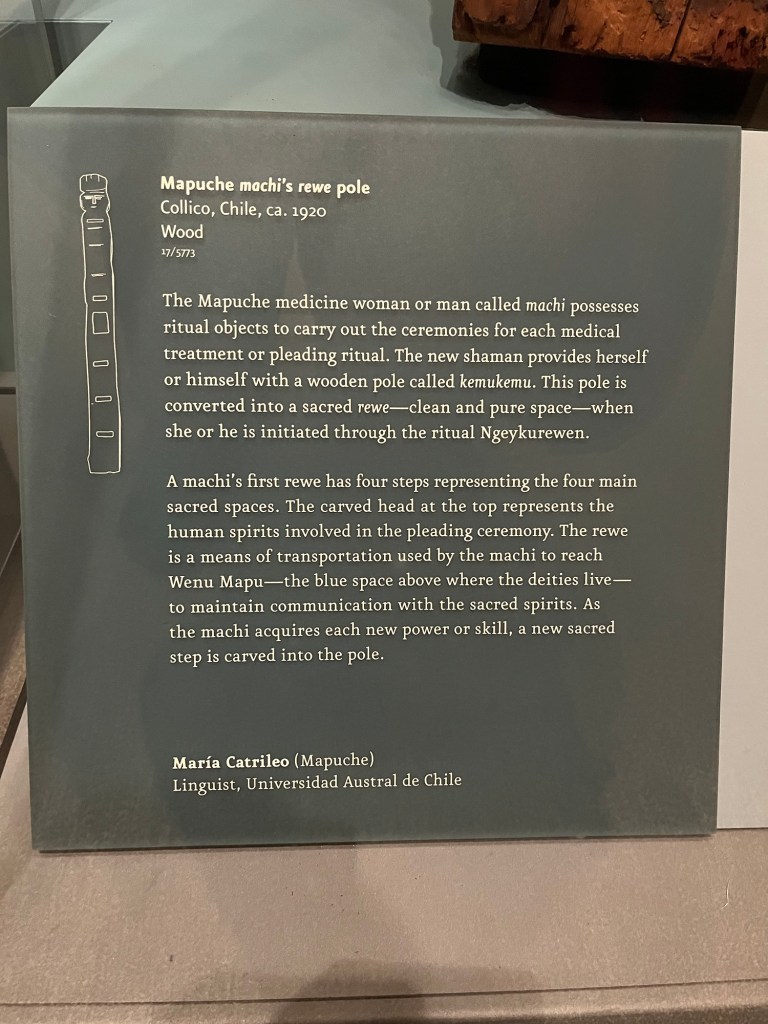 Mapuche machi's rewe pole
Collico, Chile, ca. 1920
Wood
17/5773
The Mapuche medicine woman or man called machi possesses
ritual objects to carry out the ceremonies for each medical
treatment or pleading ritual. The new shaman provides herself
or himself with a wooden pole called kemukemu. This pole is
converted into a sacred rewe—clean and pure space—when
she or he is initiated through the ritual Ngeykurewen.
A machi's first rewe has four steps representing the four main
sacred spaces. The carved head at the top represents the
human spirits involved in the pleading ceremony. The rewe
is a means of transportation used by the machi to reach
Wenu Mapu—the blue space above where the deities live—
to maintain communication with the sacred spirits. As
the machi acquires each new power or skill, a new sacred
step is carved into the pole.
María Catrileo (Mapuche)
Linguist, Universidad Austral de Chile